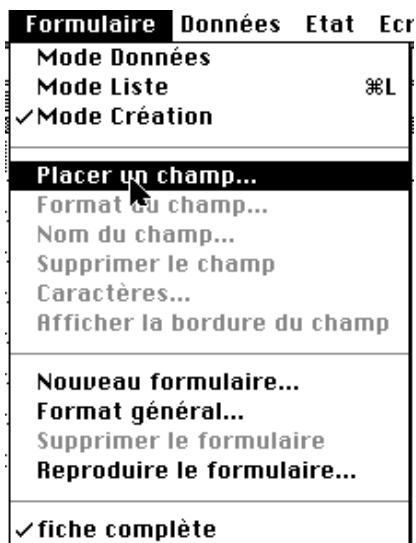 Formulaire Données Etat Ecr
Mode Données
Mode Liste ⌘L
✓Mode Création
Placer un champ...
Format du champ...
Nom du champ...
Supprimer le champ
Caractères...
Afficher la bordure du champ
Nouveau formulaire...
Format général...
Supprimer le formulaire
Reproduire le formulaire...
✓fiche complète